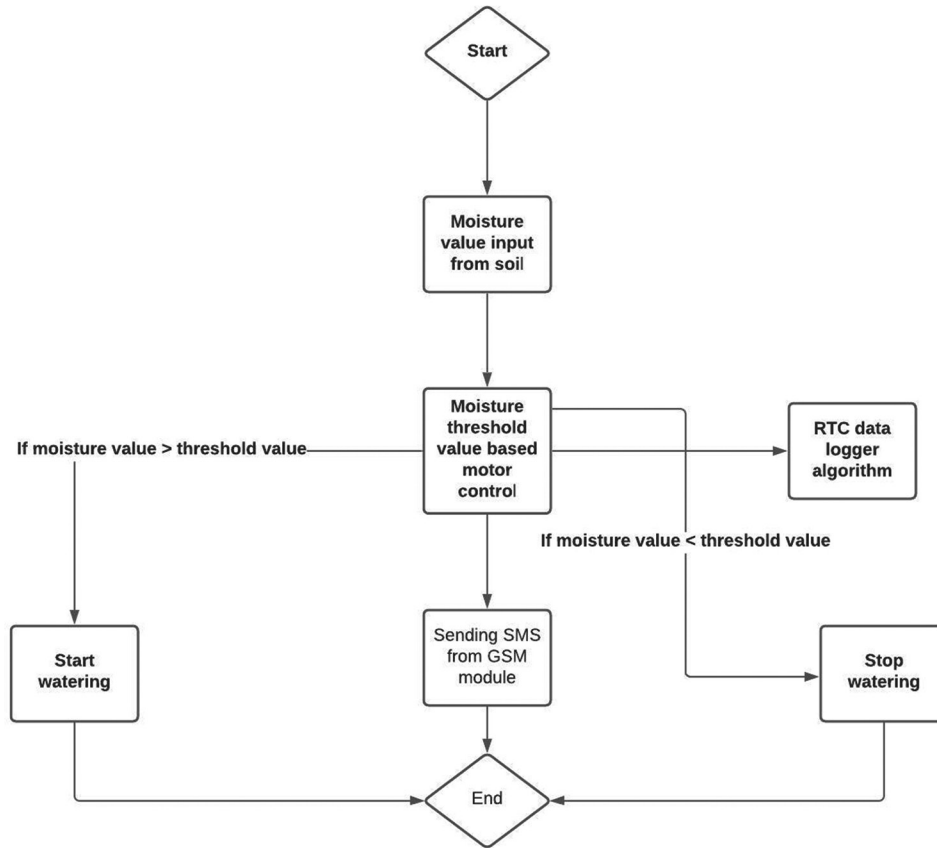 Start
Moisture
value input
from soil
Moisture
threshold
value based
motor
control
If moisture value > threshold value
RTC data
logger
algorithm
If moisture value < threshold value
Sending SMS
from GSM
module
Start
watering
Stop
watering
End